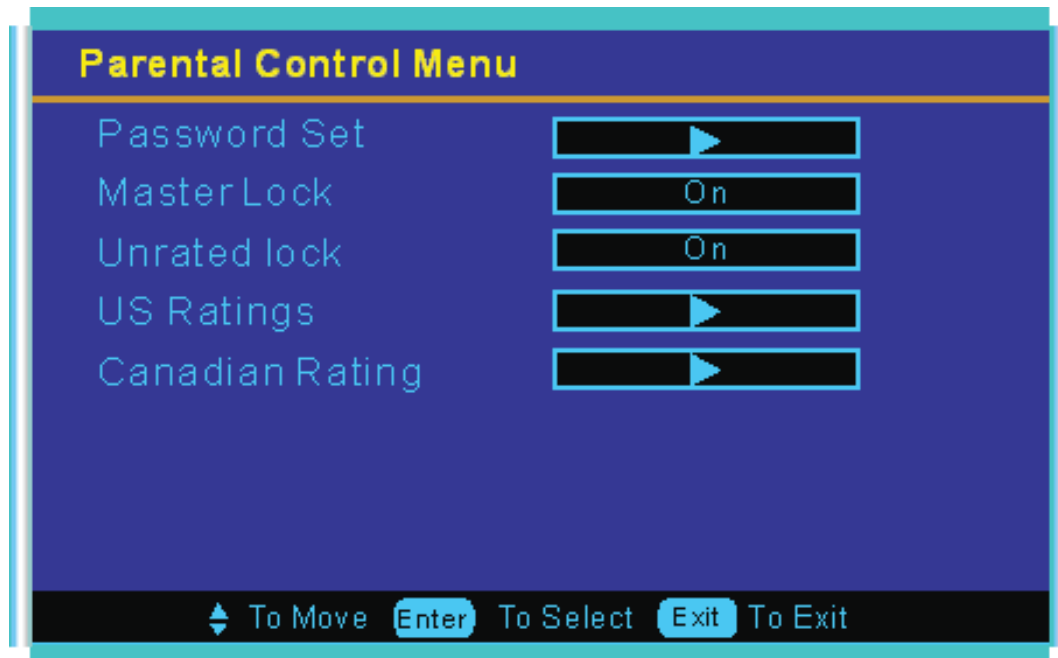 Parental Control Menu
Password Set
Master Lock On
Unrated lock On
US Ratings
Canadian Rating
To Move Enter To Select Exit To Exit